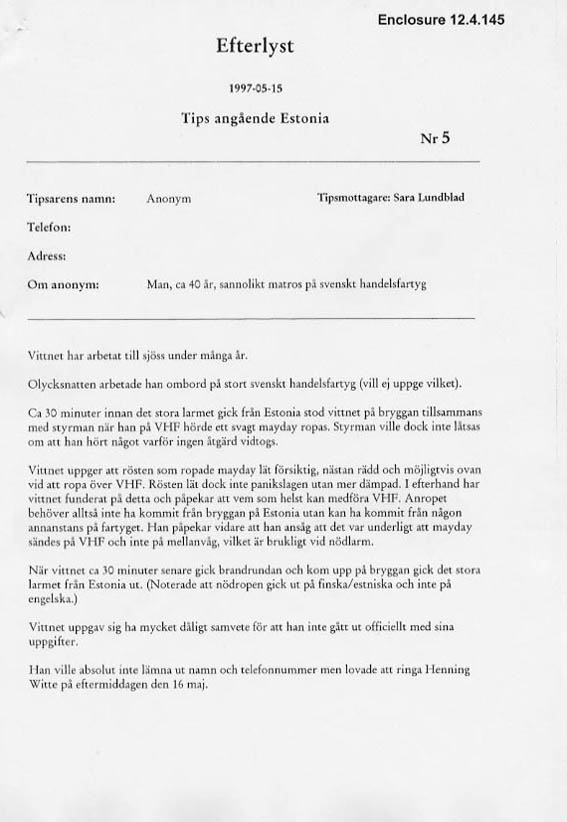 Enclosure 12.4.145
Efterlyst
1997-05-15
Tips angående Estonia
Nr 5
Tipsarens namn: Anonym Tipsmottagare: Sara Lundblad
Telefon:
Adress:
Om anonym: Man, ca 40 år, sannolikt matros på svenskt handelsfartyg
Vittnet har arbetat till sjöss under många år.
Olycksnatten arbetade han ombord på stort svenskt handelsfartyg (vill ej uppge vilket).
Ca 30 minuter innan det stora larmet gick från Estonia stod vittnet på bryggan tillsammans
med styrman när han på VHF hörde ett svagt mayday ropas. Styrman ville dock inte låtsas
om att han hört något varför ingen åtgärd vidtogs.
Vittnet uppger att rösten som ropade mayday lät försiktig, nästan rädd och möjligtvis ovan
vid att ropa över VHF. Rösten lät dock inte panikslagen utan mer dämpad. I efterhand har
vittnet funderat på detta och påpekar att vem som helst kan medföra VHF. Anropet
behöver alltså inte ha kommit från bryggan på Estonia utan kan ha kommit från någon
annanstans på fartyget. Han påpekar vidare att han ansåg att det var underligt att mayday
sändes på VHF och inte på mellanvåg, vilket är brukligt vid nödlarm.
När vittnet ca 30 minuter senare gick brandrundan och kom upp på bryggan gick det stora
larmet från Estonia ut. (Noterade att nödropen gick ut på finska/estniska och inte på
engelska.)
Vittnet uppgav sig ha mycket dåligt samvete för att han inte gått ut officiellt med sina
uppgifter.
Han ville absolut inte lämna ut namn och telefonnummer men lovade att ringa Henning
Witte på eftermiddagen den 16 maj.